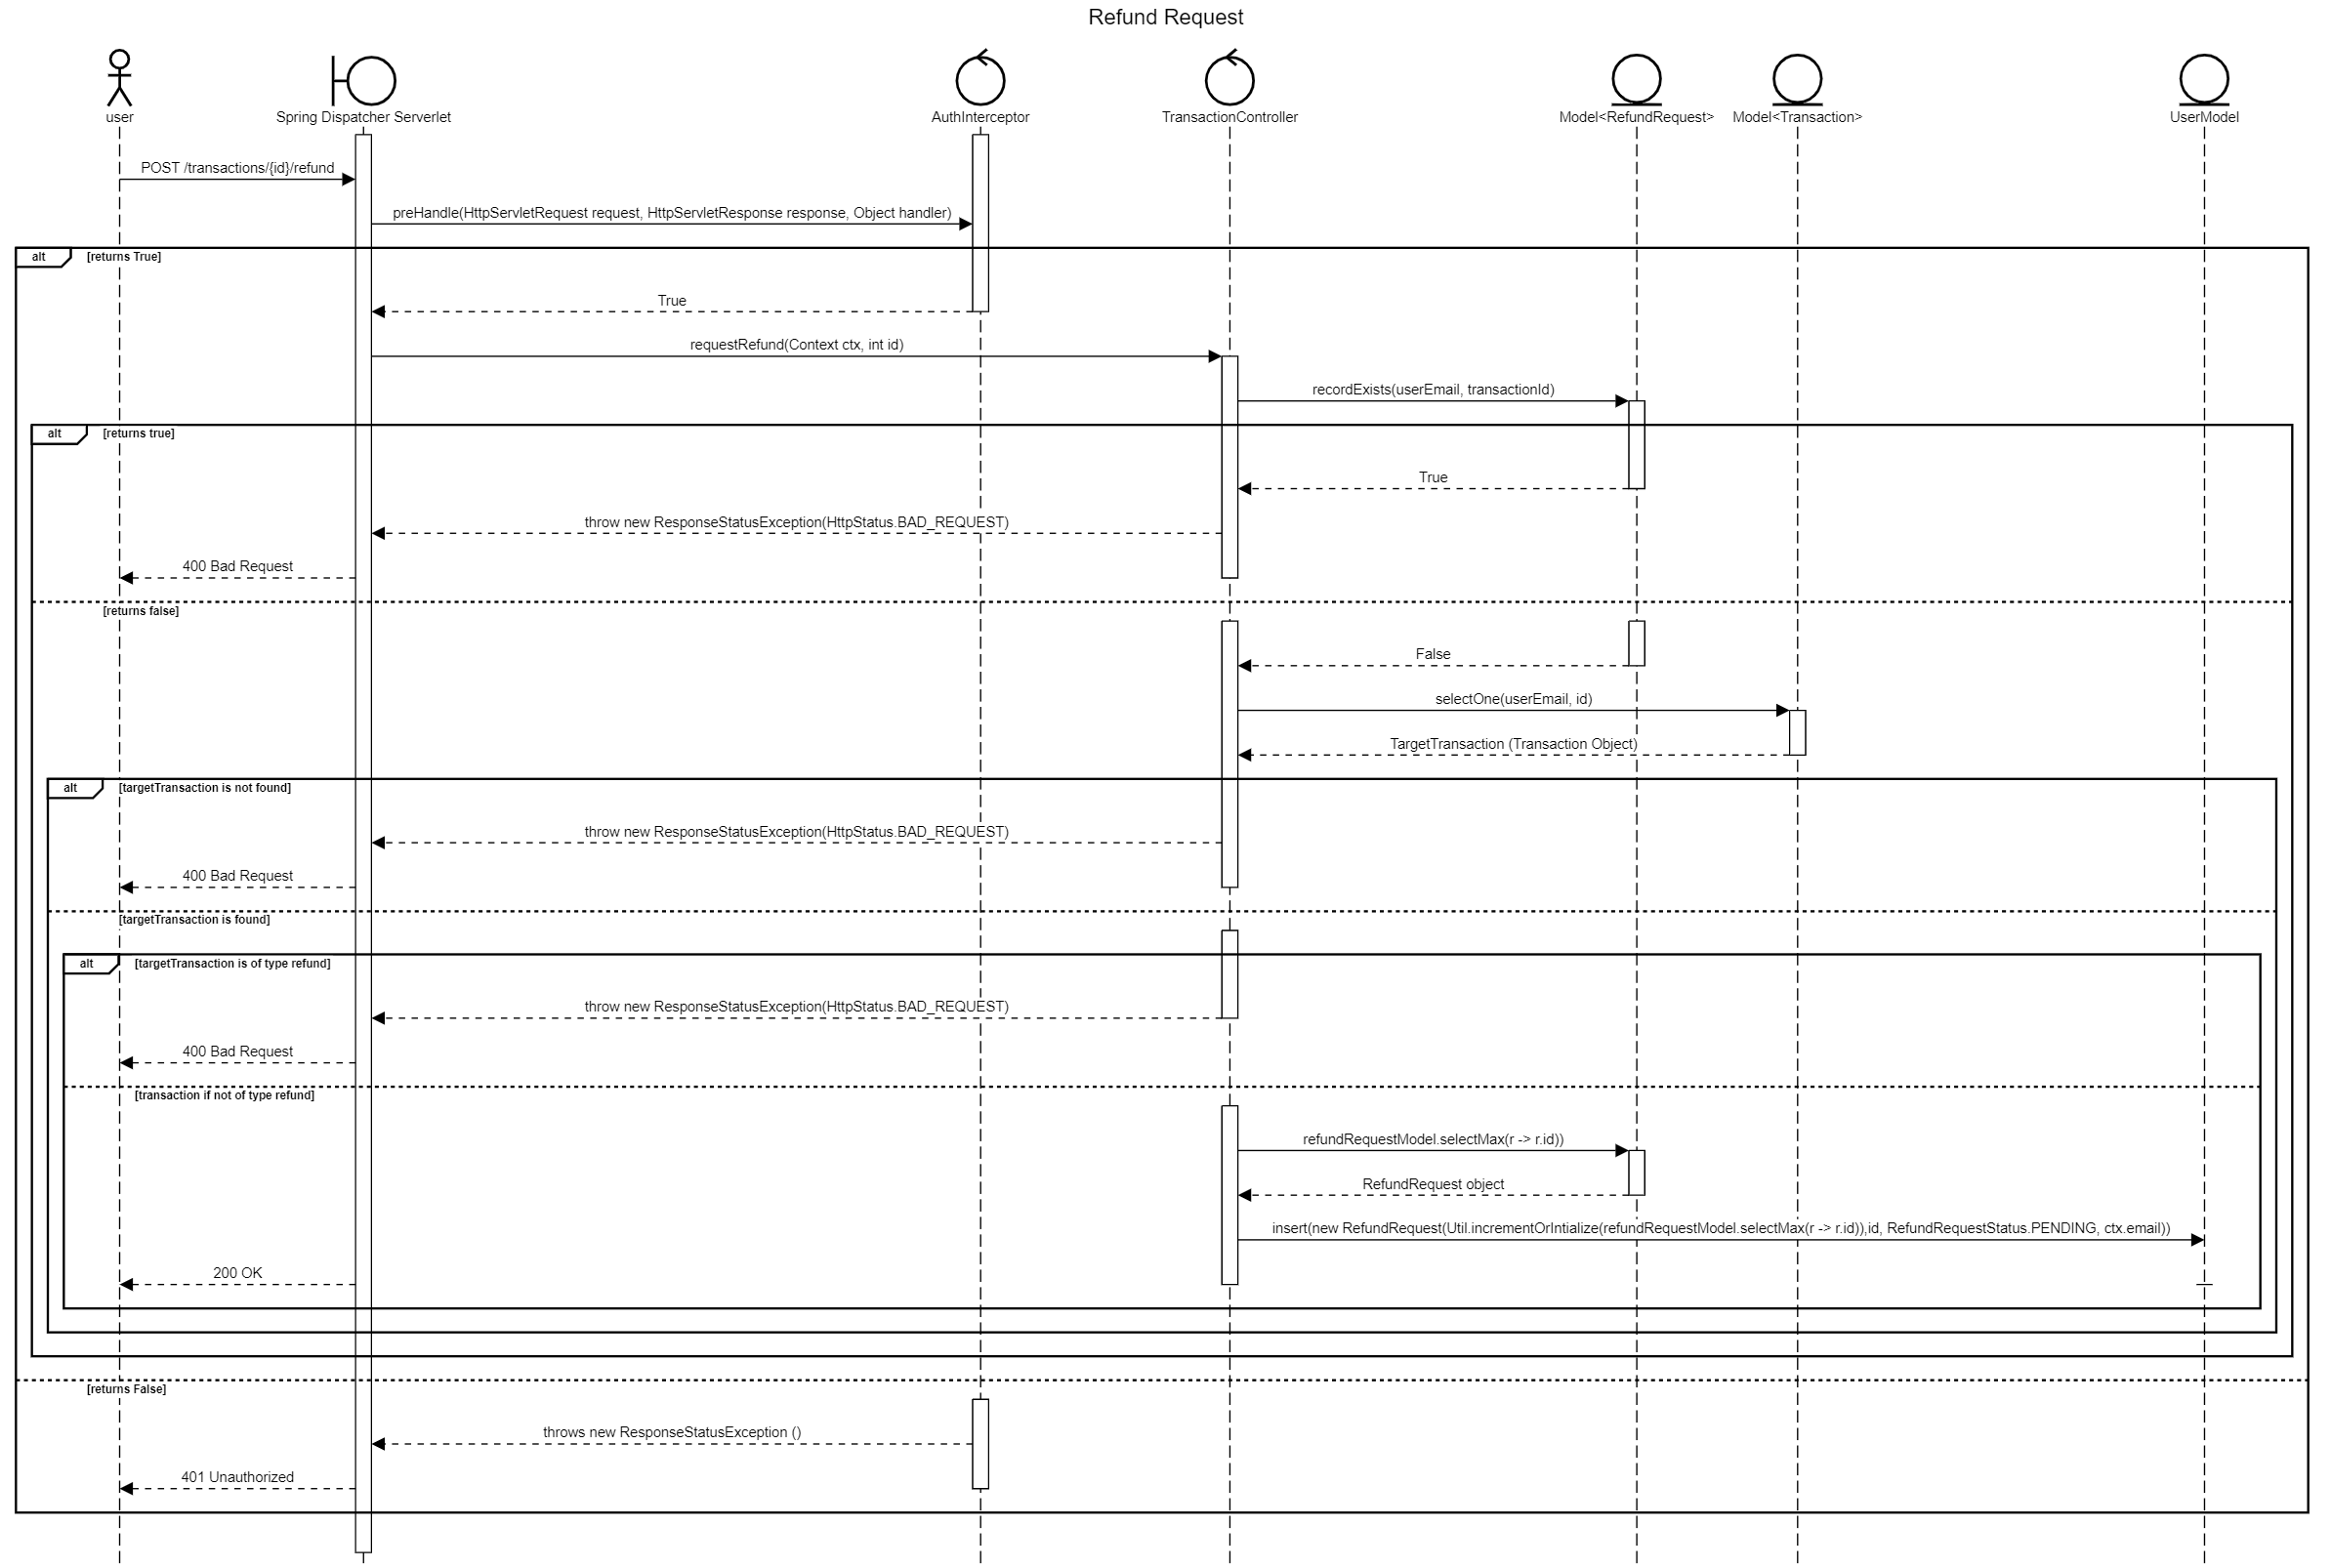 Refund Request
user
Spring Dispatcher Servlet
AuthInterceptor
TransactionController
Model<RefundRequest>
Model<Transaction>
UserModel
POST /transactions/{id}/refund
preHandle(HttpServletRequest request, HttpServletResponse response, Object handler)
alt [returns True]
True
requestRefund(Context ctx, int id)
recordExists(userEmail, transactionId)
alt [returns true]
True
throw new ResponseStatusException(HttpStatus.BAD_REQUEST)
400 Bad Request
[returns false]
False
selectOne(userEmail, id)
TargetTransaction (Transaction Object)
alt [targetTransaction is not found]
throw new ResponseStatusException(HttpStatus.BAD_REQUEST)
400 Bad Request
[targetTransaction is found]
alt [targetTransaction is of type refund]
throw new ResponseStatusException(HttpStatus.BAD_REQUEST)
400 Bad Request
[transaction if not of type refund]
refundRequestModel.selectMax(r -> r.id))
RefundRequest object
insert(new RefundRequest(Util.incrementOrIntialize(refundRequestModel.selectMax(r -> r.id)),id, RefundRequestStatus.PENDING, ctx.email))
200 OK
[returns False]
throws new ResponseStatusException ()
401 Unauthorized